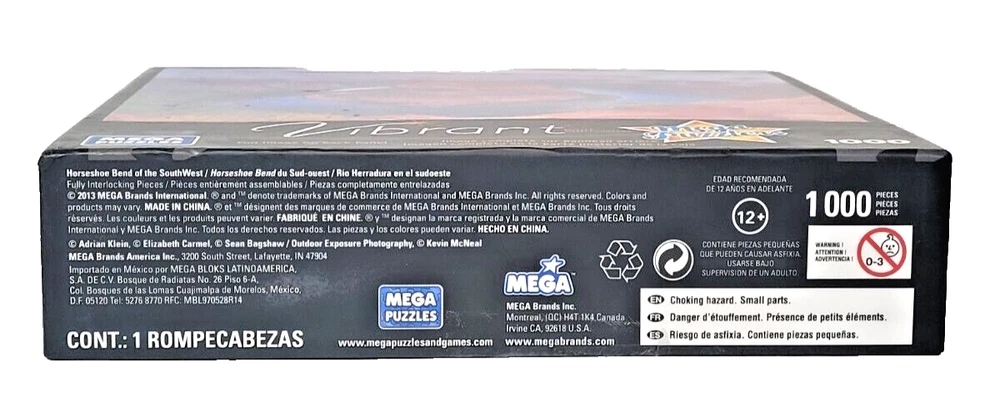 Vibrant
MEGA
PUZZLES
1000
Horseshoe Bend of the SouthWest / Horseshoe Bend du Sud-ouest / Rio Herradura en el sudoeste
Fully Interlocking Pieces / Pièces entièrement assemblables / Piezas completamente entrelazadas
© 2013 MEGA Brands International. ® and ™ denote trademarks of MEGA Brands International and MEGA Brands Inc. All rights reserved. Colors and
products may vary. MADE IN CHINA. ® et ™ désignent des marques de commerce de MEGA Brands International et MEGA Brands Inc. Tous droits
réservés. Les couleurs et les produits peuvent varier. FABRIQUÉ EN CHINE. ® y ™ designan la marca registrada y la marca comercial de MEGA Brands
International y MEGA Brands Inc. Todos los derechos reservados. Las piezas y los colores pueden variar. HECHO EN CHINA.
© Adrian Klein, © Elizabeth Carmel, © Sean Bagshaw / Outdoor Exposure Photography, © Kevin McNeal
MEGA Brands America Inc., 3200 South Street, Lafayette, IN 47904
Importado en México por MEGA BLOKS LATINOAMERICA,
S.A. DE C.V. Bosque de Radiatas No. 26 Piso 6-A,
Col. Bosques de las Lomas Cuajimalpa de Morelos, México,
D.F. 05120 Tel: 5276 8770 RFC: MBL970528R14
CONT.: 1 ROMPECABEZAS
MEGA
PUZZLES
www.megapuzzlesandgames.com
MEGA™
MEGA Brands Inc.
Montreal, (QC) H4T 1K4 Canada
Irvine CA, 92618 U.S.A.
www.megabrands.com
EDAD RECOMENDADA
DE 12 AÑOS EN ADELANTE
12+
CONTIENE PIEZAS PEQUEÑAS
QUE PUEDEN CAUSAR ASFIXIA.
USARSE BAJO
SUPERVISIÓN DE UN ADULTO.
1 000
PIECES
PIÈCES
PIEZAS
WARNING /
ATTENTION /
ADVERTENCIA !
0-3
EN Choking hazard. Small parts.
FR Danger d'étouffement. Présence de petits éléments.
ES Riesgo de asfixia. Contiene piezas pequeñas.